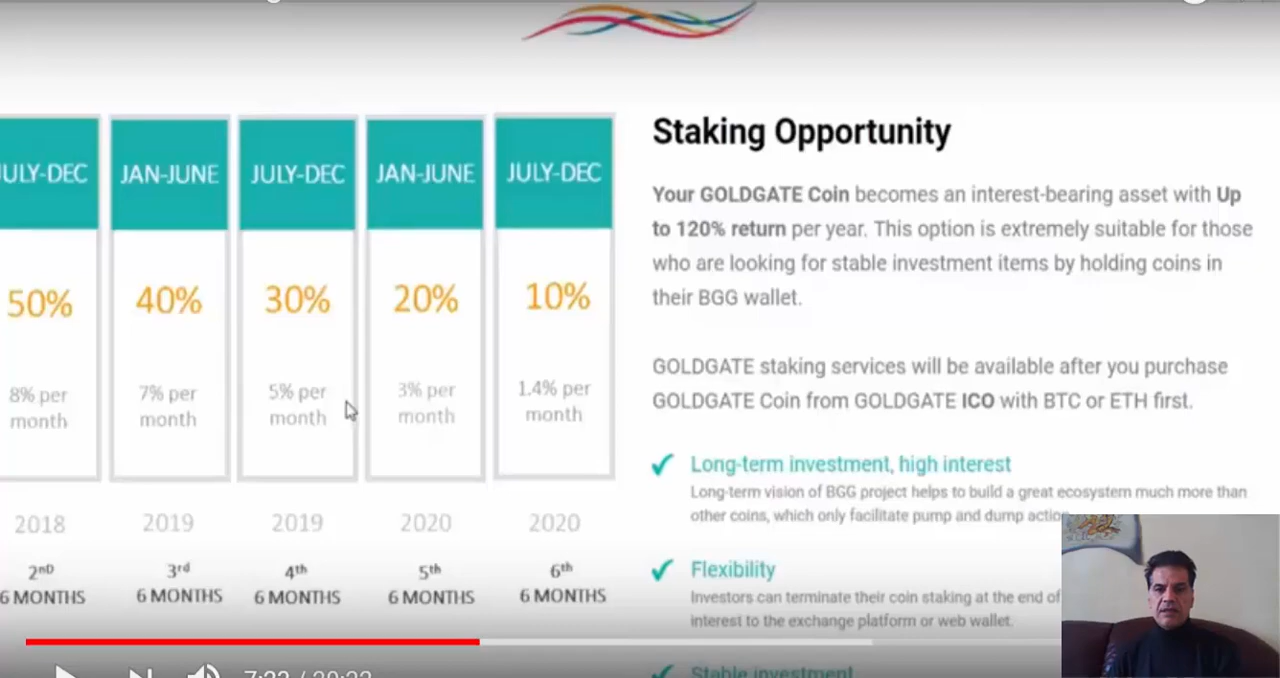 JULY-DEC
JAN-JUNE
JULY-DEC
JAN-JUNE
JULY-DEC
50%
40%
30%
20%
10%
8% per
month
7% per
month
5% per
month
3% per
month
1.4% per
month
2018
2019
2019
2020
2020
2ND
6 MONTHS
3rd
6 MONTHS
4th
6 MONTHS
5th
6 MONTHS
6th
6 MONTHS
Staking Opportunity
Your GOLDGATE Coin becomes an interest-bearing asset with Up
to 120% return per year. This option is extremely suitable for those
who are looking for stable investment items by holding coins in
their BGG wallet.
GOLDGATE staking services will be available after you purchase
GOLDGATE Coin from GOLDGATE ICO with BTC or ETH first.
Long-term investment, high interest
Long-term vision of BGG project helps to build a great ecosystem much more than
other coins, which only facilitate pump and dump actio
Flexibility
Investors can terminate their coin staking at the end of
interest to the exchange platform or web wallet.
Stable investment